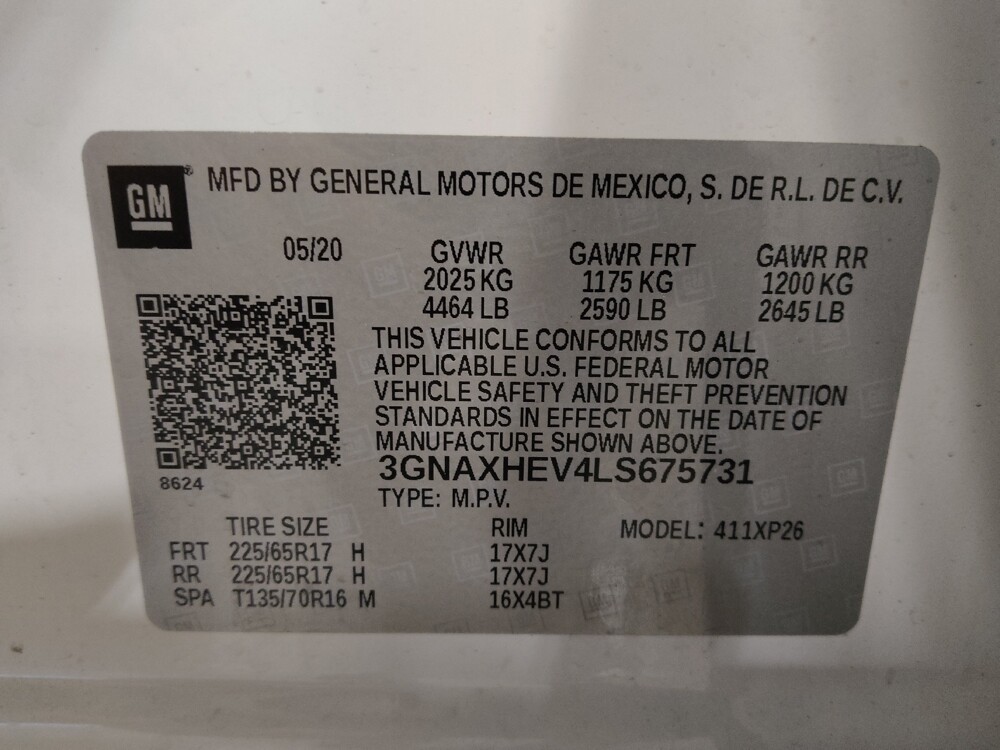 GM® MFD BY GENERAL MOTORS DE MEXICO, S. DE R.L. DE C.V.
05/20 GVWR GAWR FRT GAWR RR
2025 KG 1175 KG 1200 KG
4464 LB 2590 LB 2645 LB
THIS VEHICLE CONFORMS TO ALL
APPLICABLE U.S. FEDERAL MOTOR
VEHICLE SAFETY AND THEFT PREVENTION
STANDARDS IN EFFECT ON THE DATE OF
MANUFACTURE SHOWN ABOVE.
3GNAXHEV4LS675731
8624
TYPE: M.P.V.
TIRE SIZE RIM MODEL: 411XP26
FRT 225/65R17 H 17X7J
RR 225/65R17 H 17X7J
SPA T135/70R16 M 16X4BT